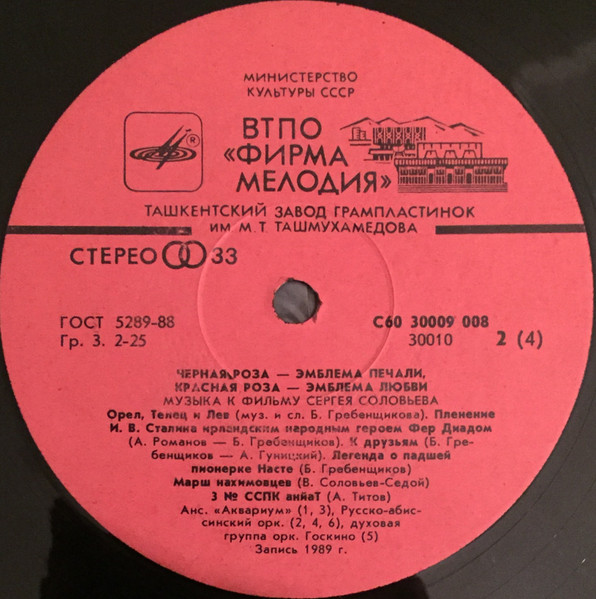 МИНИСТЕРСТВО
КУЛЬТУРЫ СССР
ВТПО
«ФИРМА
МЕЛОДИЯ»
ТАШКЕНТСКИЙ ЗАВОД ГРАМПЛАСТИНОК
ИМ М.Т. ТАШМУХАМЕДОВА
СТЕРЕО 33
ГОСТ 5289-88
Гр. 3. 2-25
С60 30009 008
30010 2 (4)
ЧЕРНАЯ РОЗА — ЭМБЛЕМА ПЕЧАЛИ,
КРАСНАЯ РОЗА — ЭМБЛЕМА ЛЮБВИ
МУЗЫКА К ФИЛЬМУ СЕРГЕЯ СОЛОВЬЕВА
Орел, Телец и Лев (муз. и сл. Б. Гребенщикова). Пленение
И. В. Сталина ирландским народным героем Фер Диадом
(А. Романов — Б. Гребенщиков). К друзьям (Б. Гре-
бенщиков — А. Гуницкий). Легенда о падшей
пионерке Насте (Б. Гребенщиков)
Марш нахимовцев (В. Соловьев-Седой)
3 № ССПК анйаТ (А. Титов)
Анс. «Аквариум» (1, 3), Русско-абис-
синский орк. (2, 4, 6), духовая
группа орк. Госкино (5)
Запись 1989 г.